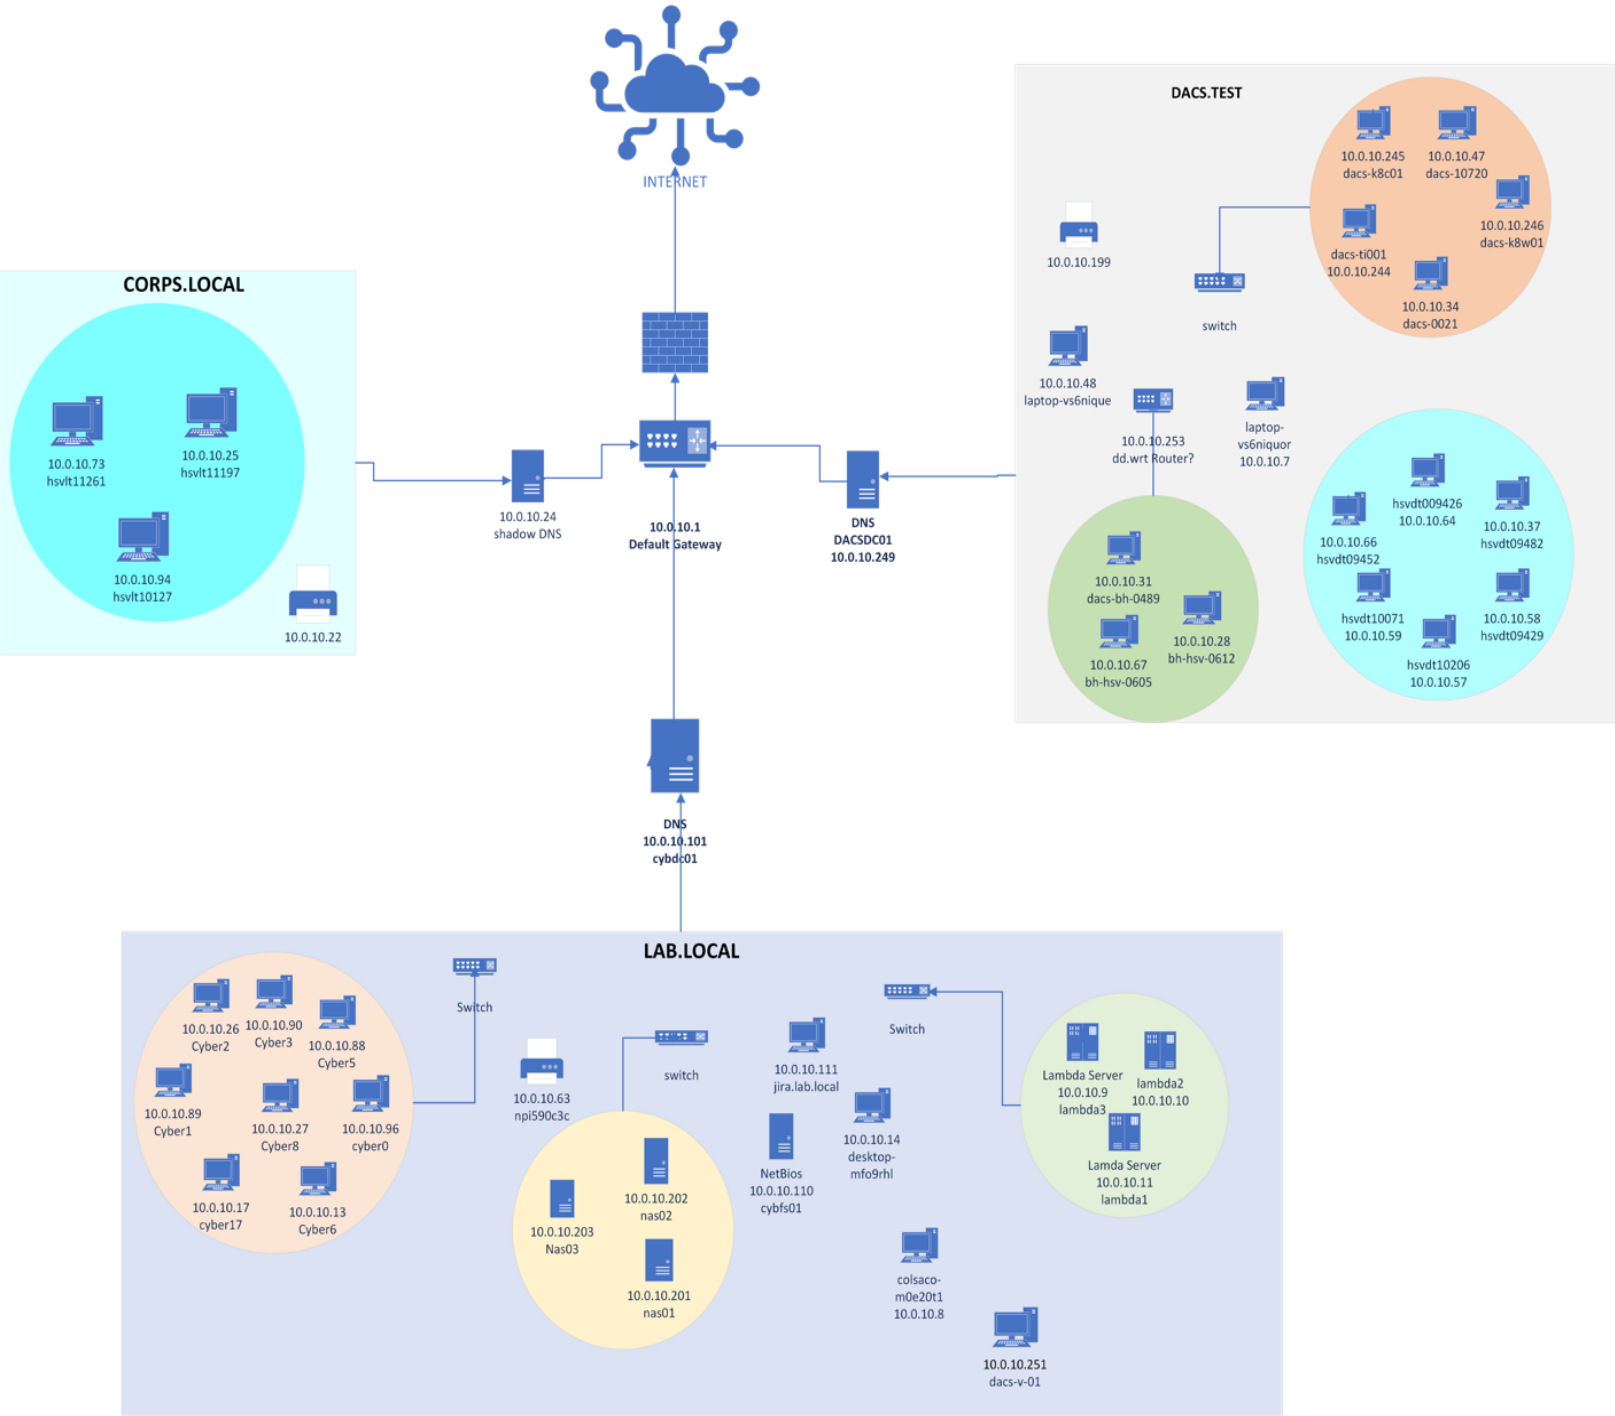 INTERNET
DACS.TEST
10.0.10.245
dacs-k8c01
10.0.10.47
dacs-10720
10.0.10.246
dacs-k8w01
dacs-ti001
10.0.10.244
10.0.10.34
dacs-0021
10.0.10.199
switch
10.0.10.48
laptop-vs6nique
10.0.10.253
dd.wrt Router?
laptop-
vs6niquor
10.0.10.7
hsvdt009426
10.0.10.64
10.0.10.37
hsvdt09482
10.0.10.66
hsvdt09452
hsvdt10071
10.0.10.59
10.0.10.58
hsvdt09429
hsvdt10206
10.0.10.57
10.0.10.31
dacs-bh-0489
10.0.10.28
bh-hsv-0612
10.0.10.67
bh-hsv-0605
CORPS.LOCAL
10.0.10.73
hsvlt11261
10.0.10.25
hsvlt11197
10.0.10.94
hsvlt10127
10.0.10.22
10.0.10.24
shadow DNS
10.0.10.1
Default Gateway
DNS
DACSDC01
10.0.10.249
DNS
10.0.10.101
cybdc01
LAB.LOCAL
10.0.10.26
Cyber2
10.0.10.90
Cyber3
10.0.10.88
Cyber5
10.0.10.89
Cyber1
10.0.10.27
Cyber8
10.0.10.96
cyber0
10.0.10.17
cyber17
10.0.10.13
Cyber6
Switch
10.0.10.63
npi590c3c
switch
10.0.10.202
nas02
10.0.10.203
Nas03
10.0.10.201
nas01
10.0.10.111
jira.lab.local
NetBios
10.0.10.110
cybfs01
10.0.10.14
desktop-
mfo9rhl
Switch
Lambda Server
10.0.10.9
lambda3
lambda2
10.0.10.10
Lamda Server
10.0.10.11
lambda1
colsaco-
m0e20t1
10.0.10.8
10.0.10.251
dacs-v-01